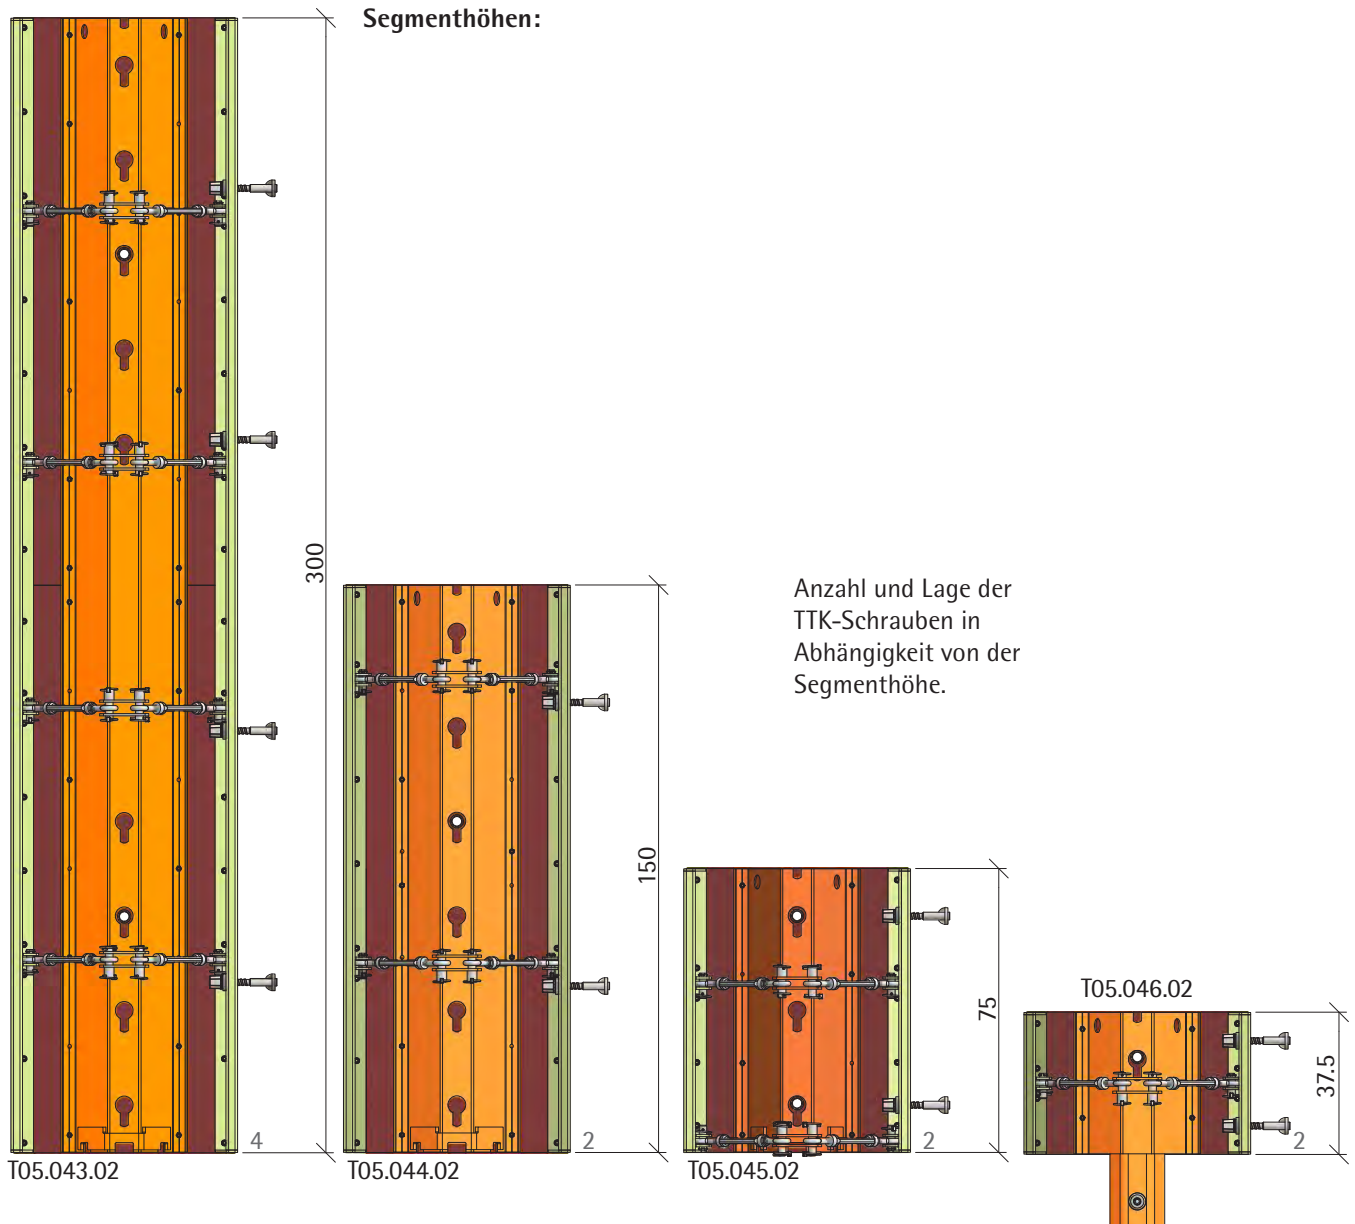 Segmenthöhen:
300
Anzahl und Lage der
TTK-Schrauben in
Abhängigkeit von der
Segmenthöhe.
150
75
T05.046.02
37.5
4
2
2
2
T05.043.02
T05.044.02
T05.045.02